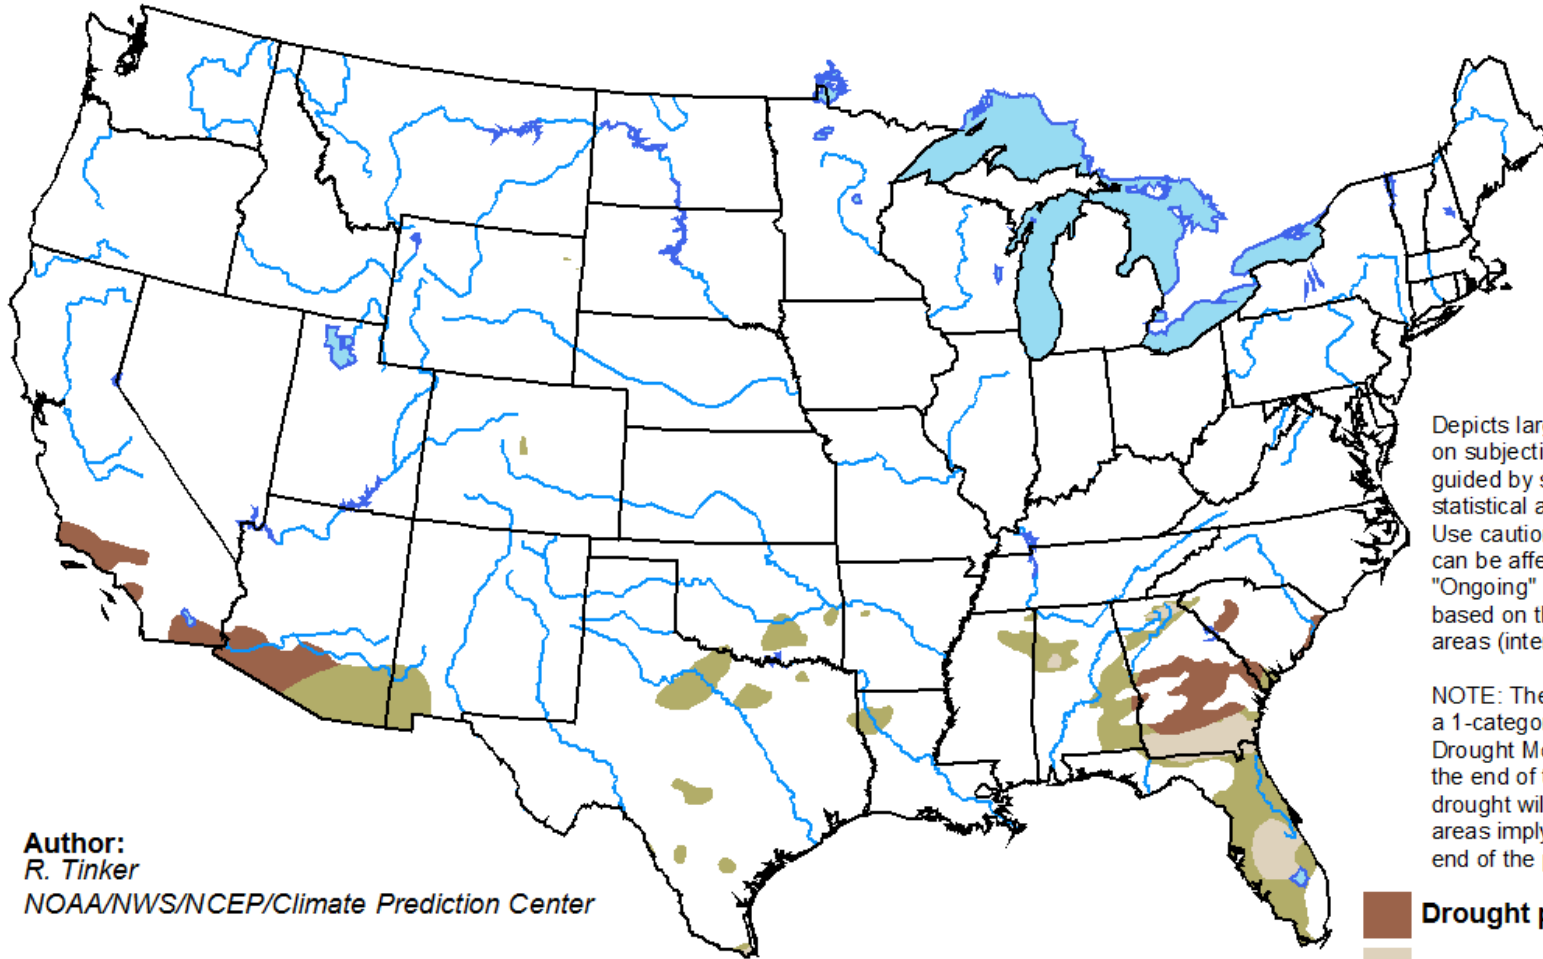 Depicts lar
on subjecti
guided by s
statistical a
Use cautio
can be affe
"Ongoing"
based on th
areas (inte
NOTE: The
a 1-catego
Drought Mo
the end of t
drought wil
areas imply
end of the
Author:
R. Tinker
NOAA/NWS/NCEP/Climate Prediction Center
Drought p